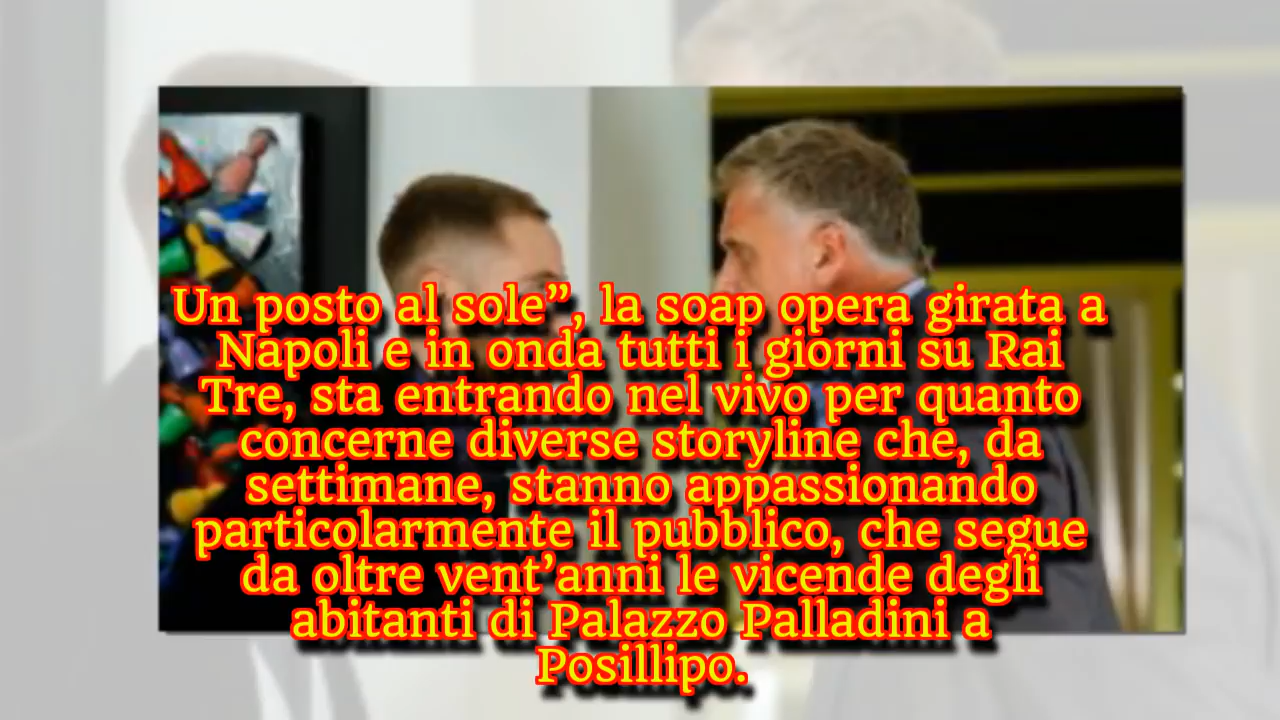 Un posto al sole”, la soap opera girata a
Napoli e in onda tutti i giorni su Rai
Tre, sta entrando nel vivo per quanto
concerne diverse storyline che, da
settimane, stanno appassionando
particolarmente il pubblico, che segue
da oltre vent’anni le vicende degli
abitanti di Palazzo Palladini a
Posillipo.